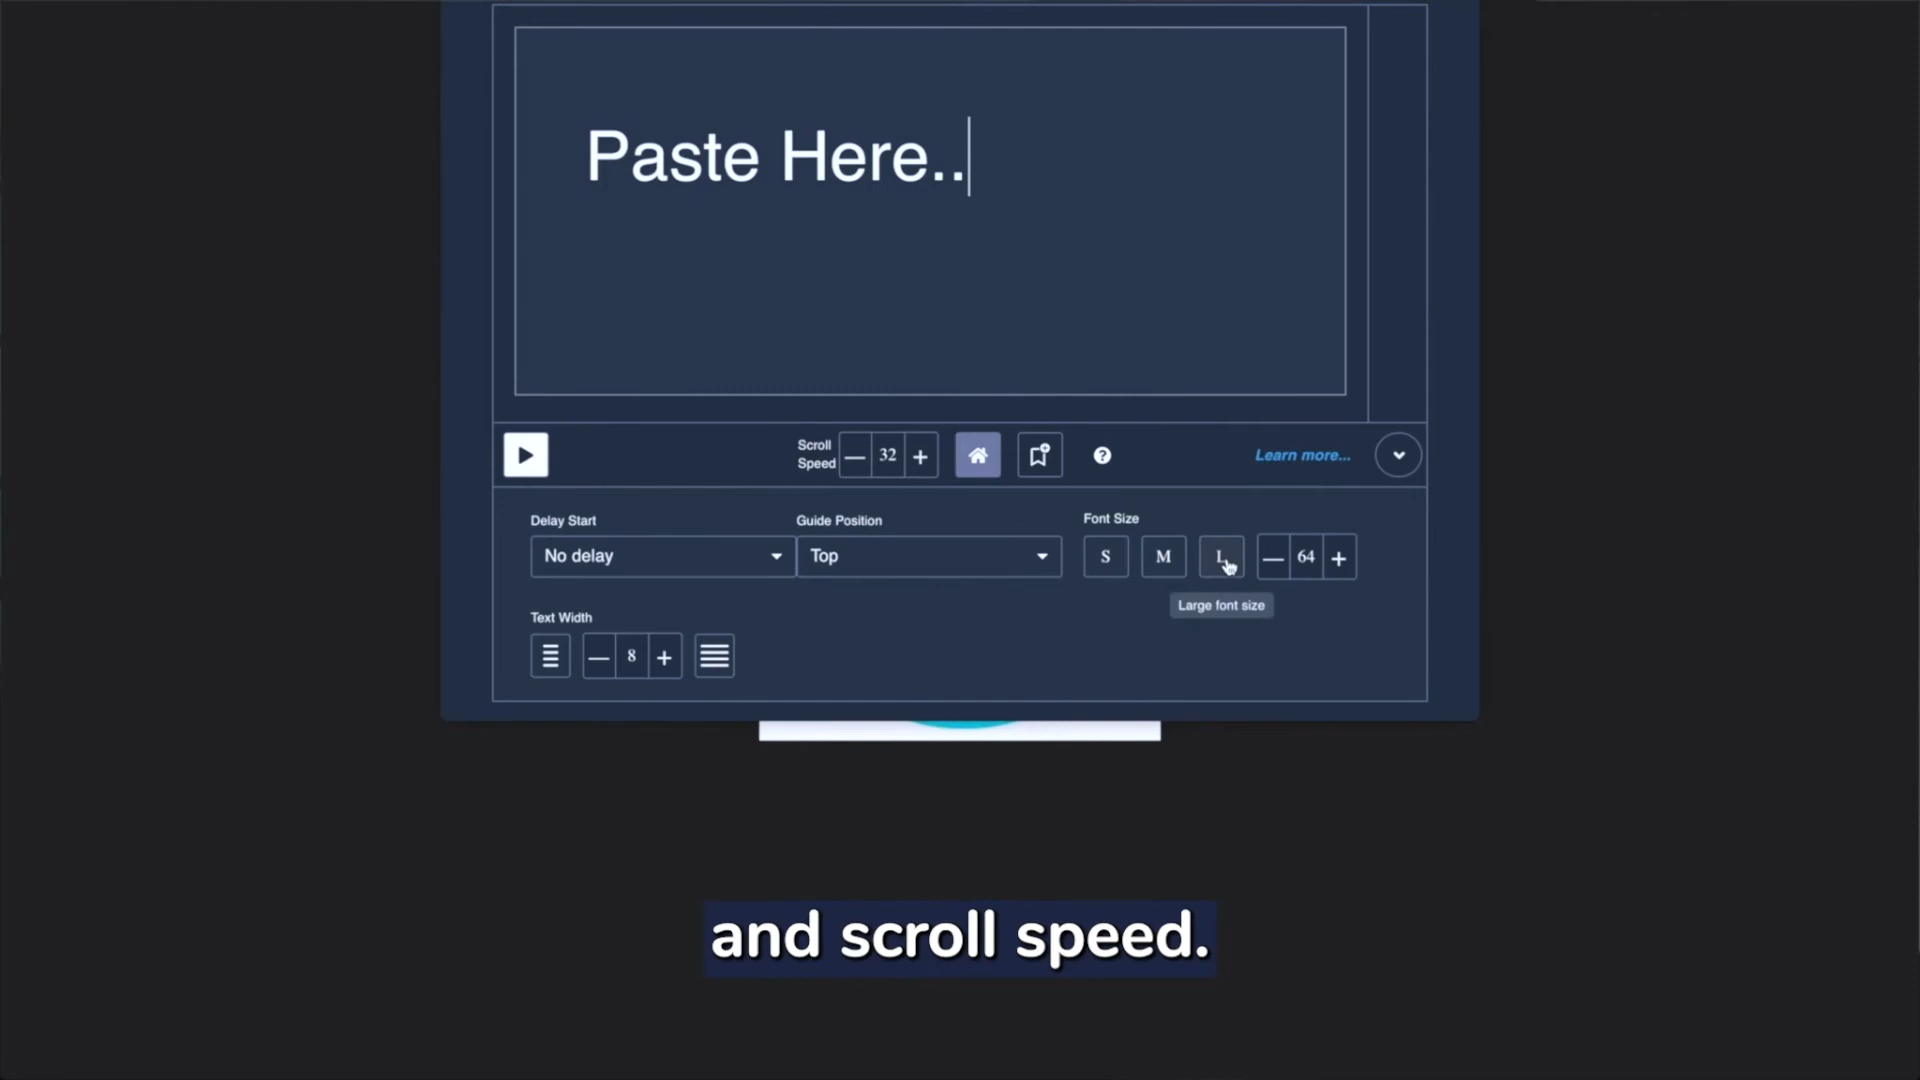 Paste Here..
Scroll
Speed
32
Learn more...
Delay Start
Guide Position
Font Size
No delay
Top
S
M
L
64
Large font size
Text Width
8
and scroll speed.